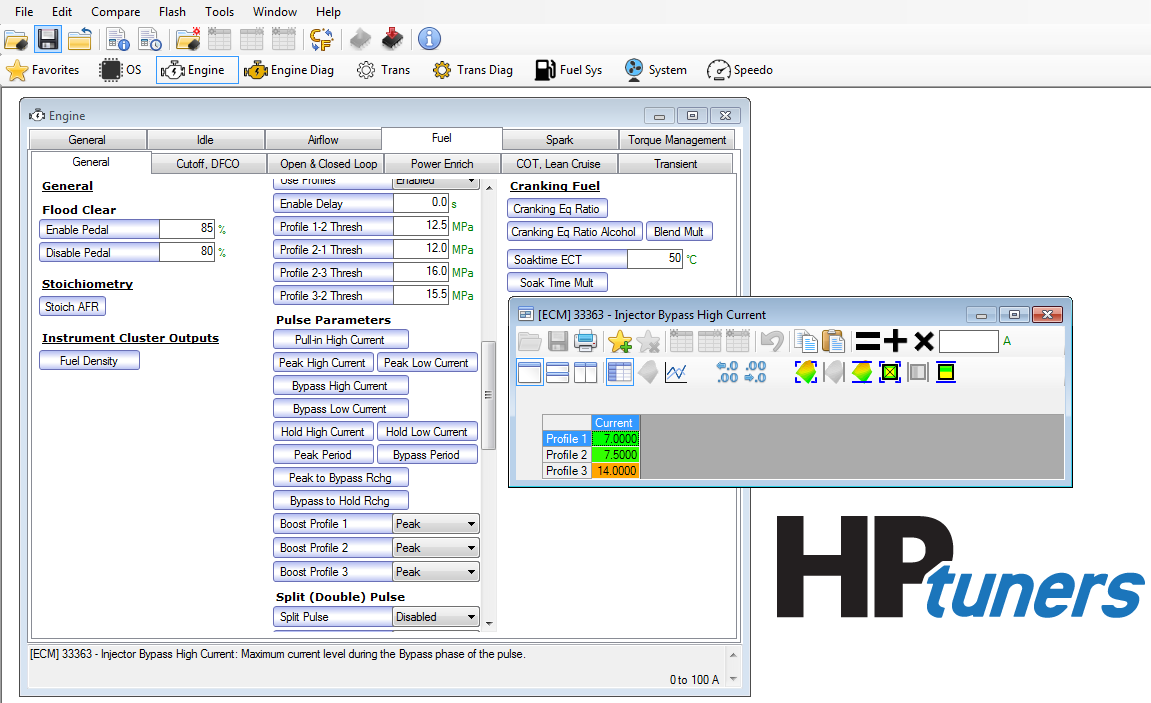 File Edit Compare Flash Tools Window Help
Favorites OS Engine Engine Diag Trans Trans Diag Fuel Sys System Speedo
Engine
General Idle Airflow Fuel Spark Torque Management
General Cutoff, DFCO Open & Closed Loop Power Enrich COT, Lean Cruise Transient
General
Flood Clear
Enable Pedal 85 %
Disable Pedal 80 %
Stoichiometry
Stoich AFR
Instrument Cluster Outputs
Fuel Density
Use Profiles Enabled
Enable Delay 0.0 s
Profile 1-2 Thresh 12.5 MPa
Profile 2-1 Thresh 12.0 MPa
Profile 2-3 Thresh 16.0 MPa
Profile 3-2 Thresh 15.5 MPa
Pulse Parameters
Pull-in High Current
Peak High Current Peak Low Current
Bypass High Current
Bypass Low Current
Hold High Current Hold Low Current
Peak Period Bypass Period
Peak to Bypass Rchg
Bypass to Hold Rchg
Boost Profile 1 Peak
Boost Profile 2 Peak
Boost Profile 3 Peak
Split (Double) Pulse
Split Pulse Disabled
Cranking Fuel
Cranking Eq Ratio
Cranking Eq Ratio Alcohol Blend Mult
Soaktime ECT 50 °C
Soak Time Mult
[ECM] 33363 - Injector Bypass High Current
A
←.0 .00
.00 →.0
Current
Profile 1 7.0000
Profile 2 7.5000
Profile 3 14.0000
HPtuners
[ECM] 33363 - Injector Bypass High Current: Maximum current level during the Bypass phase of the pulse.
0 to 100 A